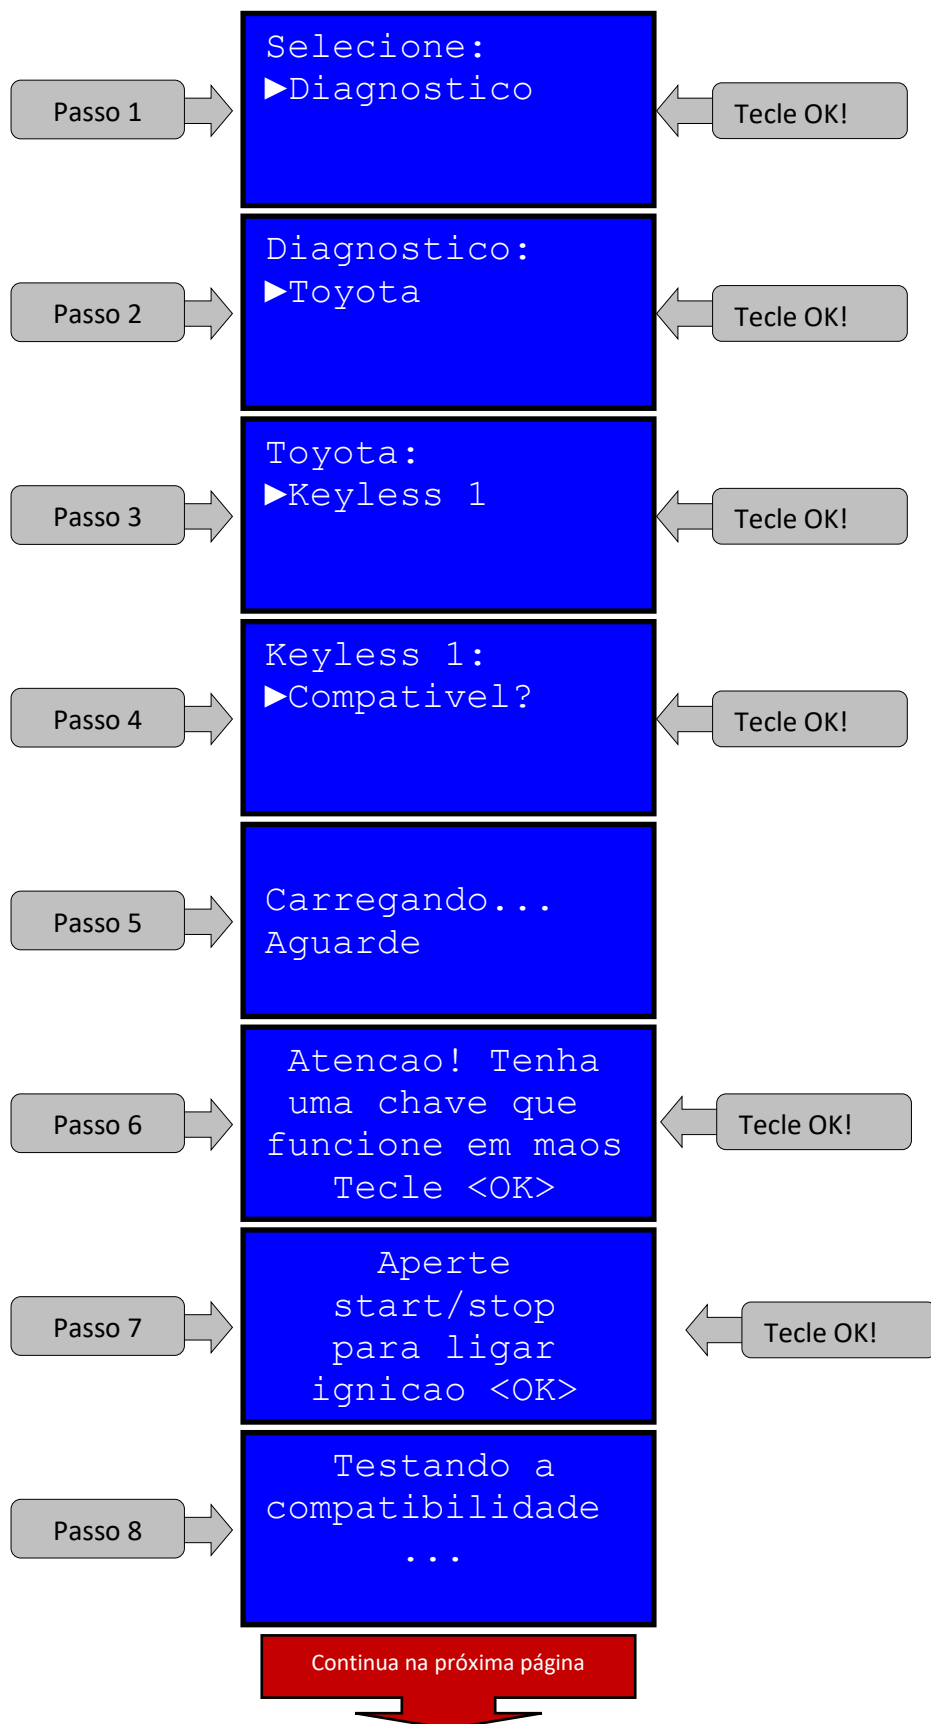 Selecione:
►Diagnostico
Passo 1
Tecle OK!
Diagnostico:
►Toyota
Passo 2
Tecle OK!
Toyota:
►Keyless 1
Passo 3
Tecle OK!
Keyless 1:
►Compativel?
Passo 4
Tecle OK!
Carregando...
Aguarde
Passo 5
Atencao! Tenha
uma chave que
funcione em maos
Tecle <OK>
Passo 6
Tecle OK!
Aperte
start/stop
para ligar
ignicao <OK>
Passo 7
Tecle OK!
Testando a
compatibilidade
...
Passo 8
Continua na próxima página